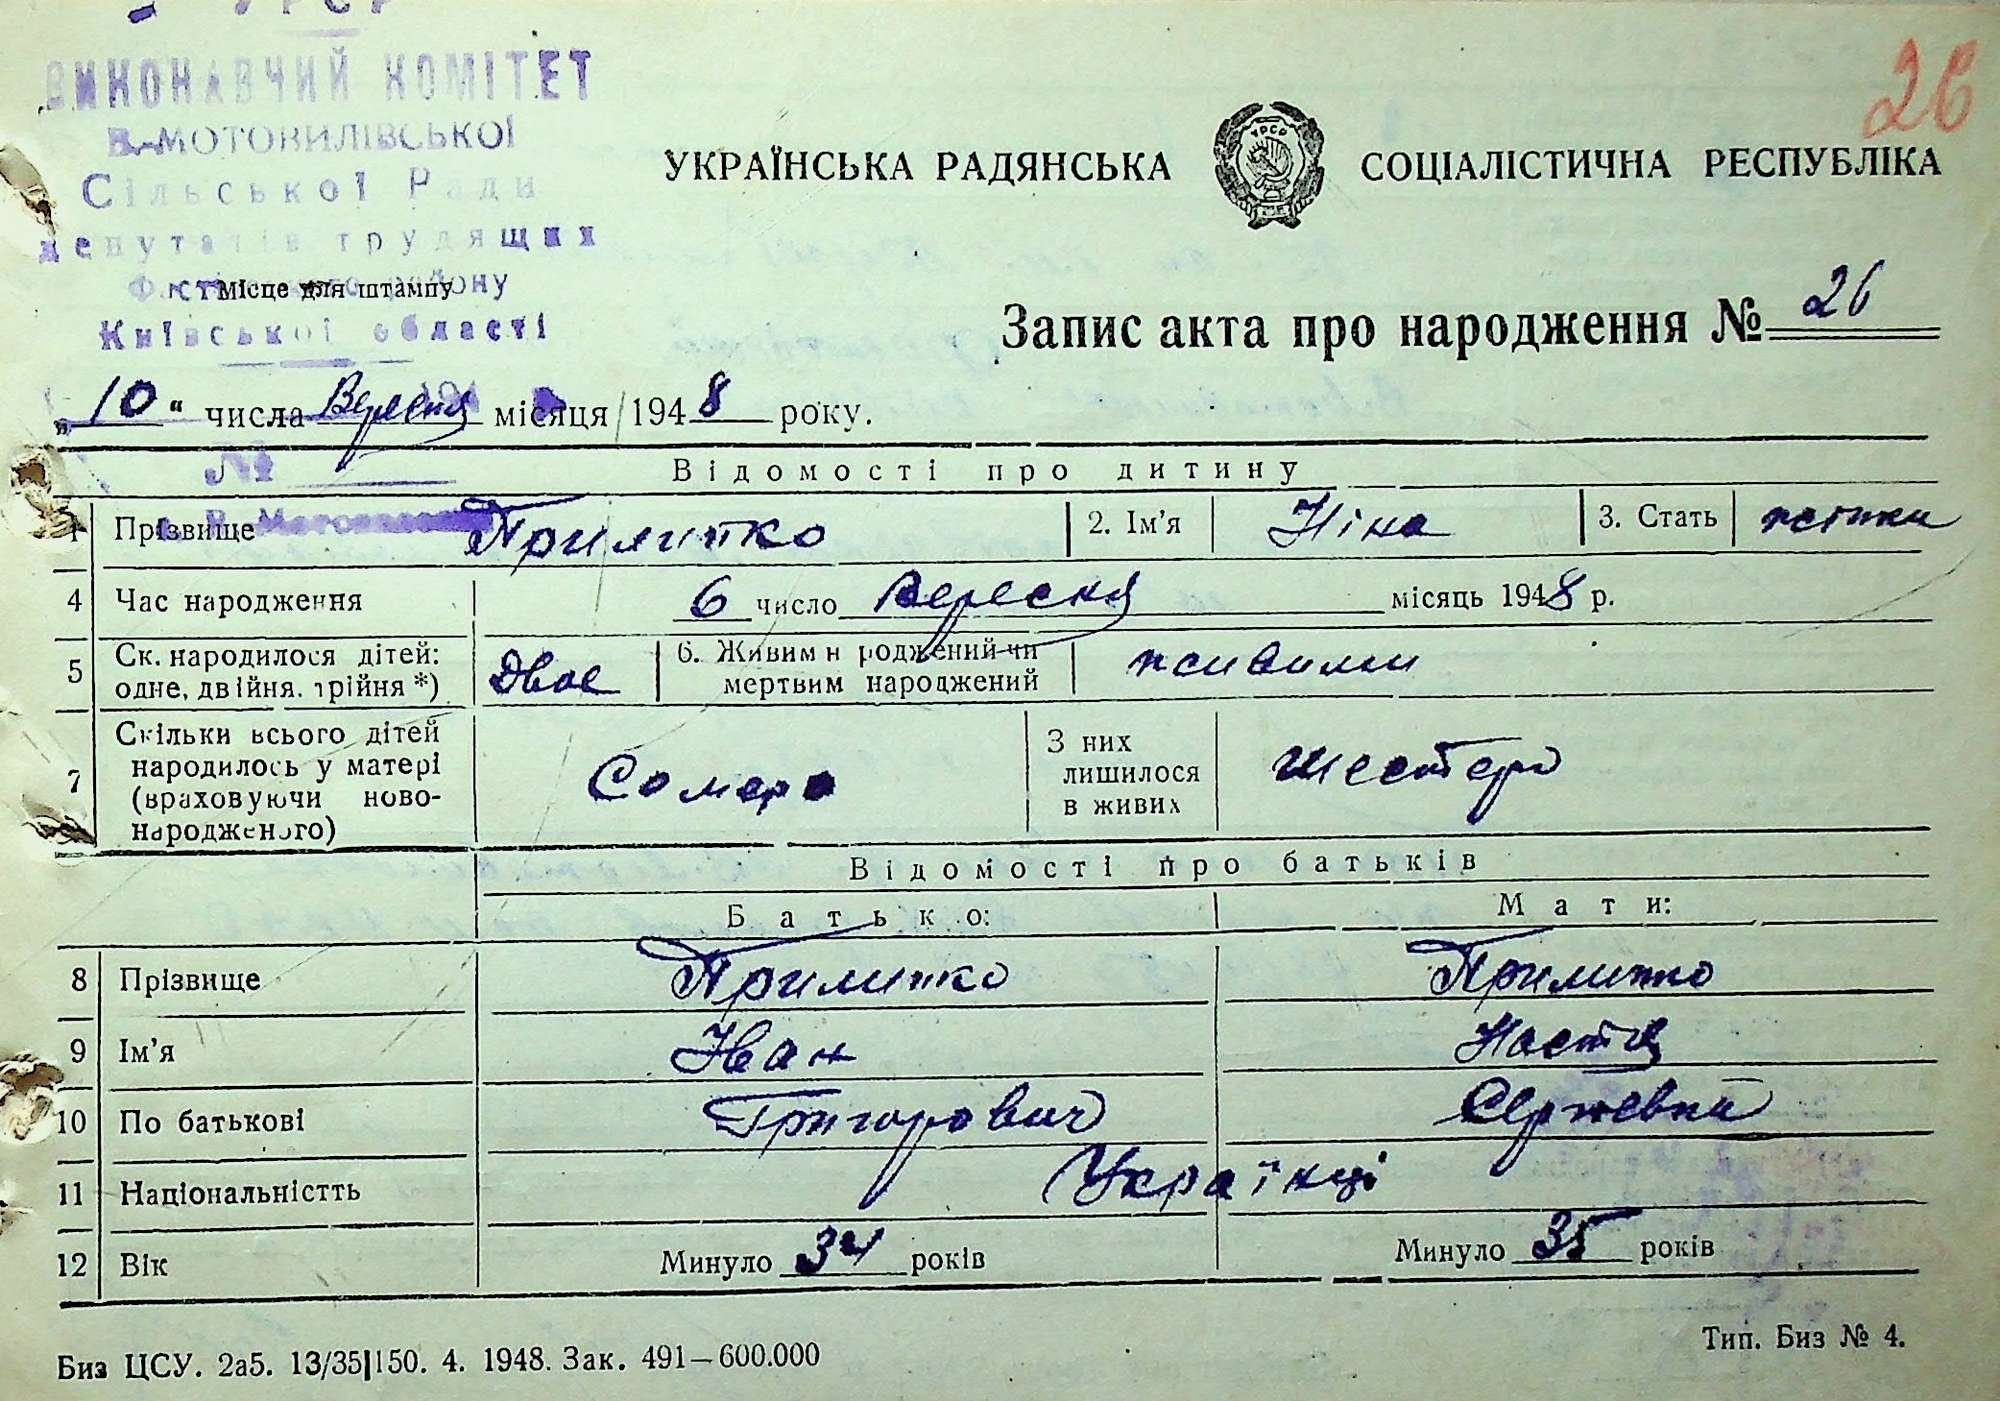 УРСР
ВИКОНАВЧИЙ КОМІТЕТ
В.-МОТОВИЛІВСЬКОЇ
Сільської Ради
депутатів трудящих
району
Київської області
Місце для штампу
26
УКРАЇНСЬКА РАДЯНСЬКА СОЦІАЛІСТИЧНА РЕСПУБЛІКА
Запис акта про народження № 26
„10“ числа Вересня місяця 1948 року.
№
Відомості про дитину
1 Прізвище Прилипко 2. Ім’я Ніна 3. Стать
4 Час народження 6 число Вересня місяць 1948 р.
5 Ск. народилося дітей: одне, двійня, трійня *) Двоє 6. Живим н роджений чи мертвим народжений живими
7 Скільки всього дітей народилось у матері (враховуючи новонародженого) Семеро З них лишилося в живих шестеро
Відомості про батьків
Батько: Мати:
8 Прізвище Прилипко Прилипко
9 Ім’я Іван Настя
10 По батькові Григорович
11 Національністть Українці
12 Вік Минуло 34 років Минуло 35 років
Биз ЦСУ. 2а5. 13/35|150. 4. 1948. Зак. 491—600.000
Тип. Биз № 4.